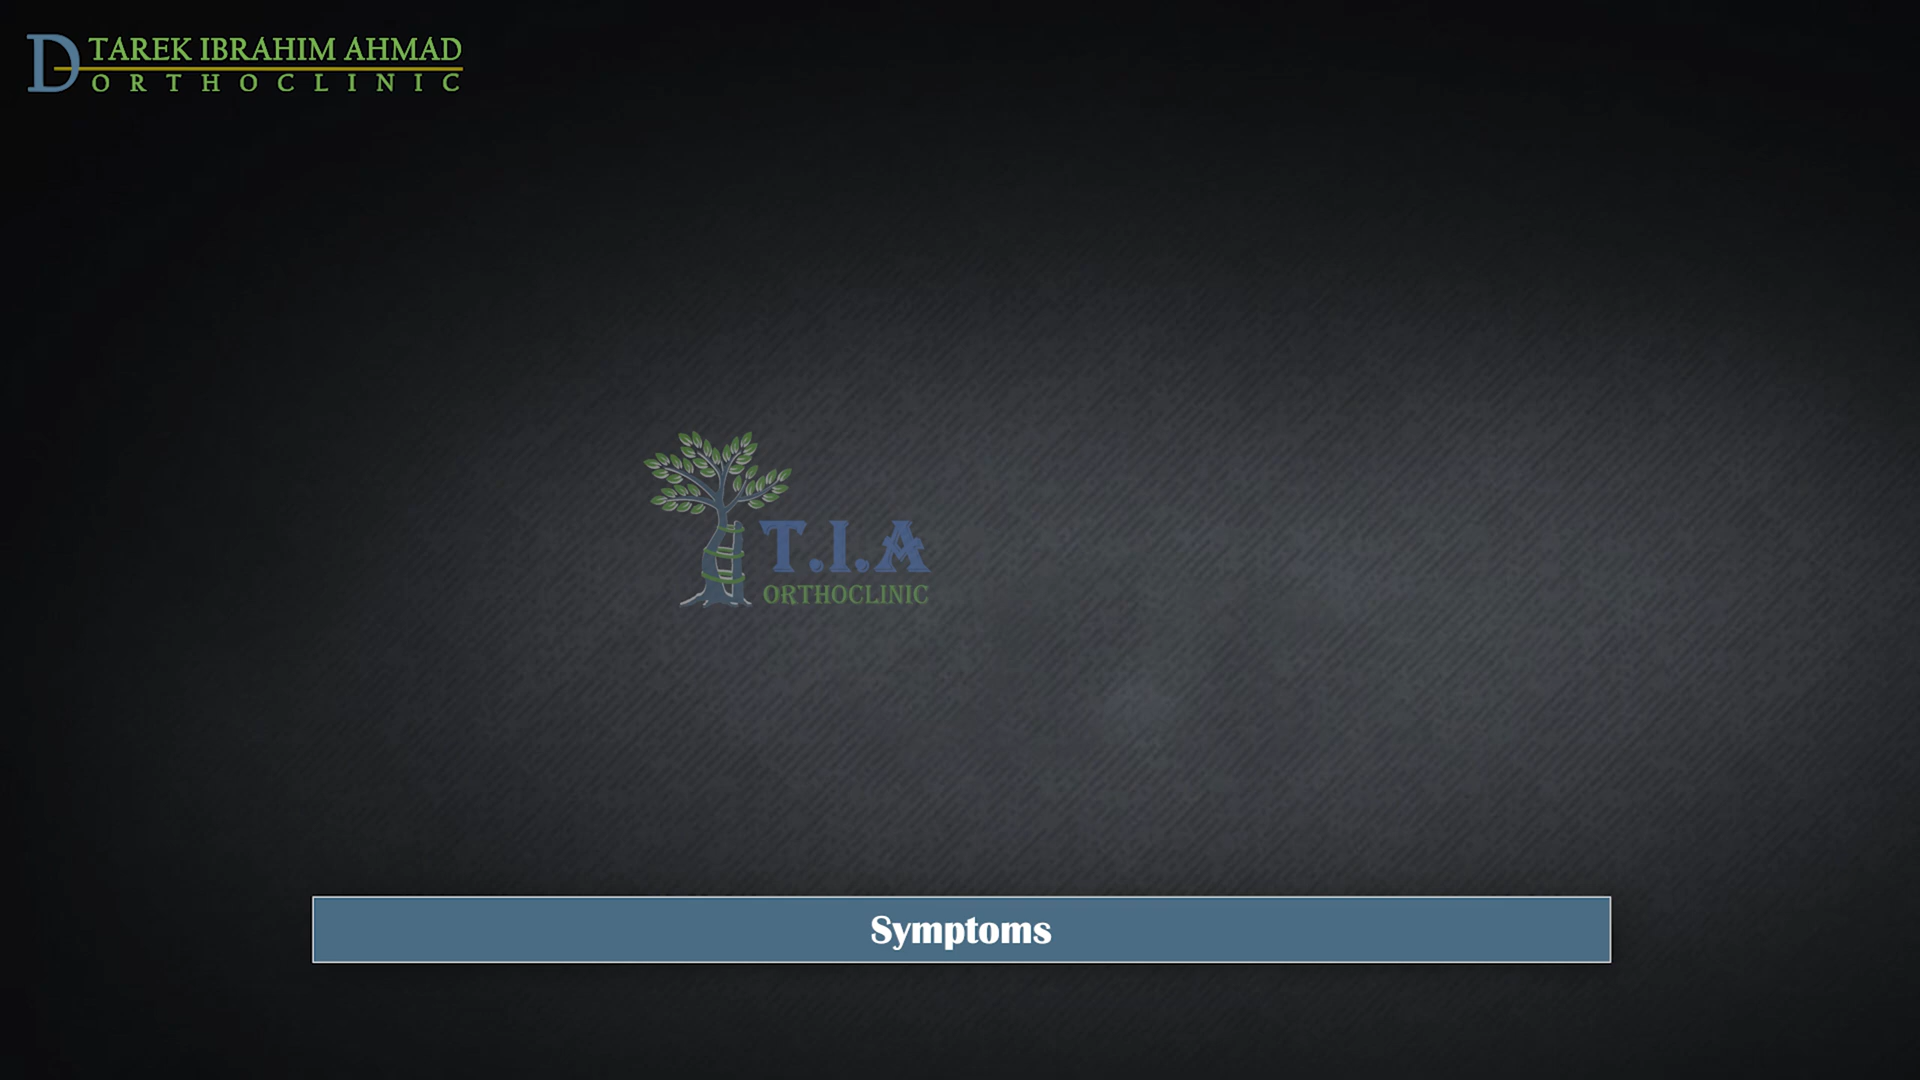 D TAREK IBRAHIM AHMAD
ORTHOCLINIC
T.I.A
ORTHOCLINIC
Symptoms